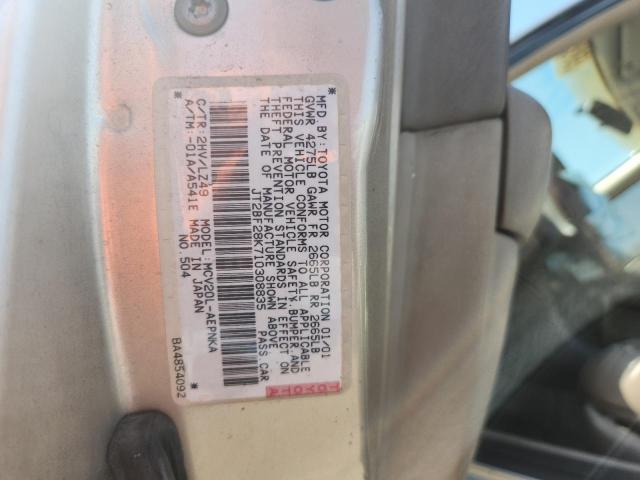 MFD.BY:TOYOTA MOTOR CORPORATION 01/01
GVWR 4275LB GAWR FR 2665LB RR 2665LB
THIS VEHICLE CONFORMS TO ALL APPLICABLE
FEDERAL MOTOR VEHICLE SAFETY,BUMPER,AND
THEFT PREVENTION STANDARDS IN EFFECT ON
THE DATE OF MANUFACTURE SHOWN ABOVE.
JT2BF28K710308835 PASS CAR
C/TR:2HV/LZ49 MODEL:MCV20L-AEPNKA
A/TM:-01A/A541E MADE IN JAPAN
NO.504
BA4854092
TOYOTA